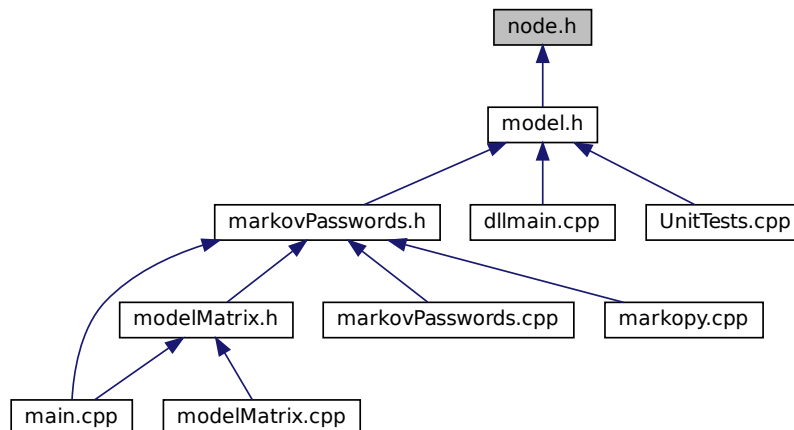 node.h
model.h
markovPasswords.h
dllmain.cpp
UnitTests.cpp
modelMatrix.h
markovPasswords.cpp
markopy.cpp
main.cpp
modelMatrix.cpp